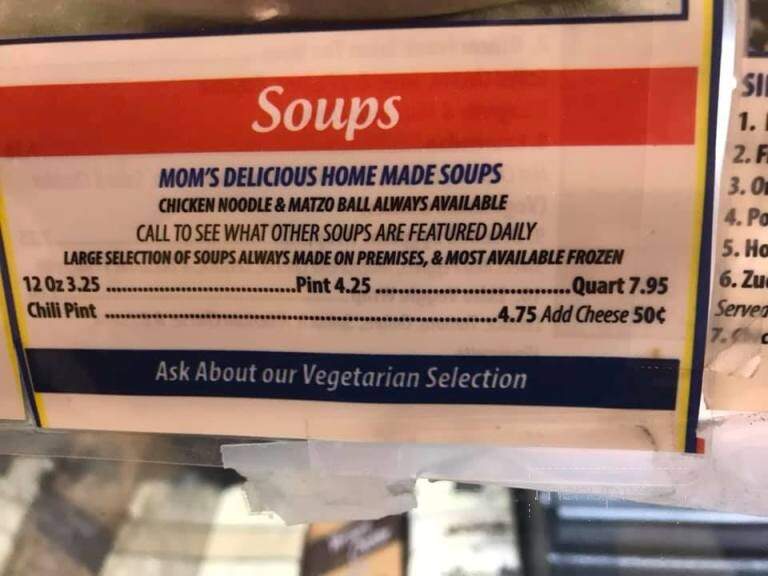 Soups
MOM'S DELICIOUS HOME MADE SOUPS
CHICKEN NOODLE & MATZO BALL ALWAYS AVAILABLE
CALL TO SEE WHAT OTHER SOUPS ARE FEATURED DAILY
LARGE SELECTION OF SOUPS ALWAYS MADE ON PREMISES, & MOST AVAILABLE FROZEN
12 Oz 3.25 ..............................Pint 4.25 ..............................Quart 7.95
Chili Pint ............................................................4.75 Add Cheese 50¢
Ask About our Vegetarian Selection
1.
2.
3.
4.
5.
6.
Served
7.